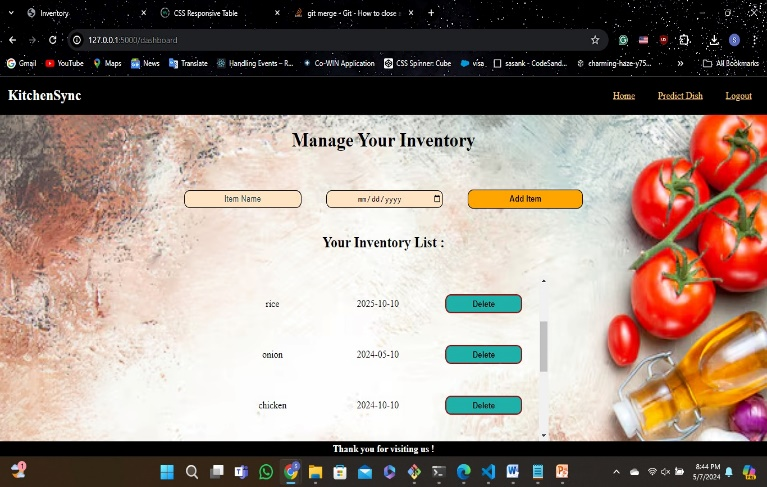 Inventory
CSS Responsive Table
git merge - Git - How to close
127.0.0.1:5000/dashboard
Gmail YouTube Maps News Translate Handling Events – R... Co-WIN Application CSS Spinner: Cube visa sasank - CodeSand... charming-haze-y75... All Bookmarks
KitchenSync
Home Predict Dish Logout
Manage Your Inventory
Item Name mm/dd/yyyy Add Item
Your Inventory List :
rice 2025-10-10 Delete
onion 2024-05-10 Delete
chicken 2024-10-10 Delete
Thank you for visiting us !
8:44 PM
5/7/2024